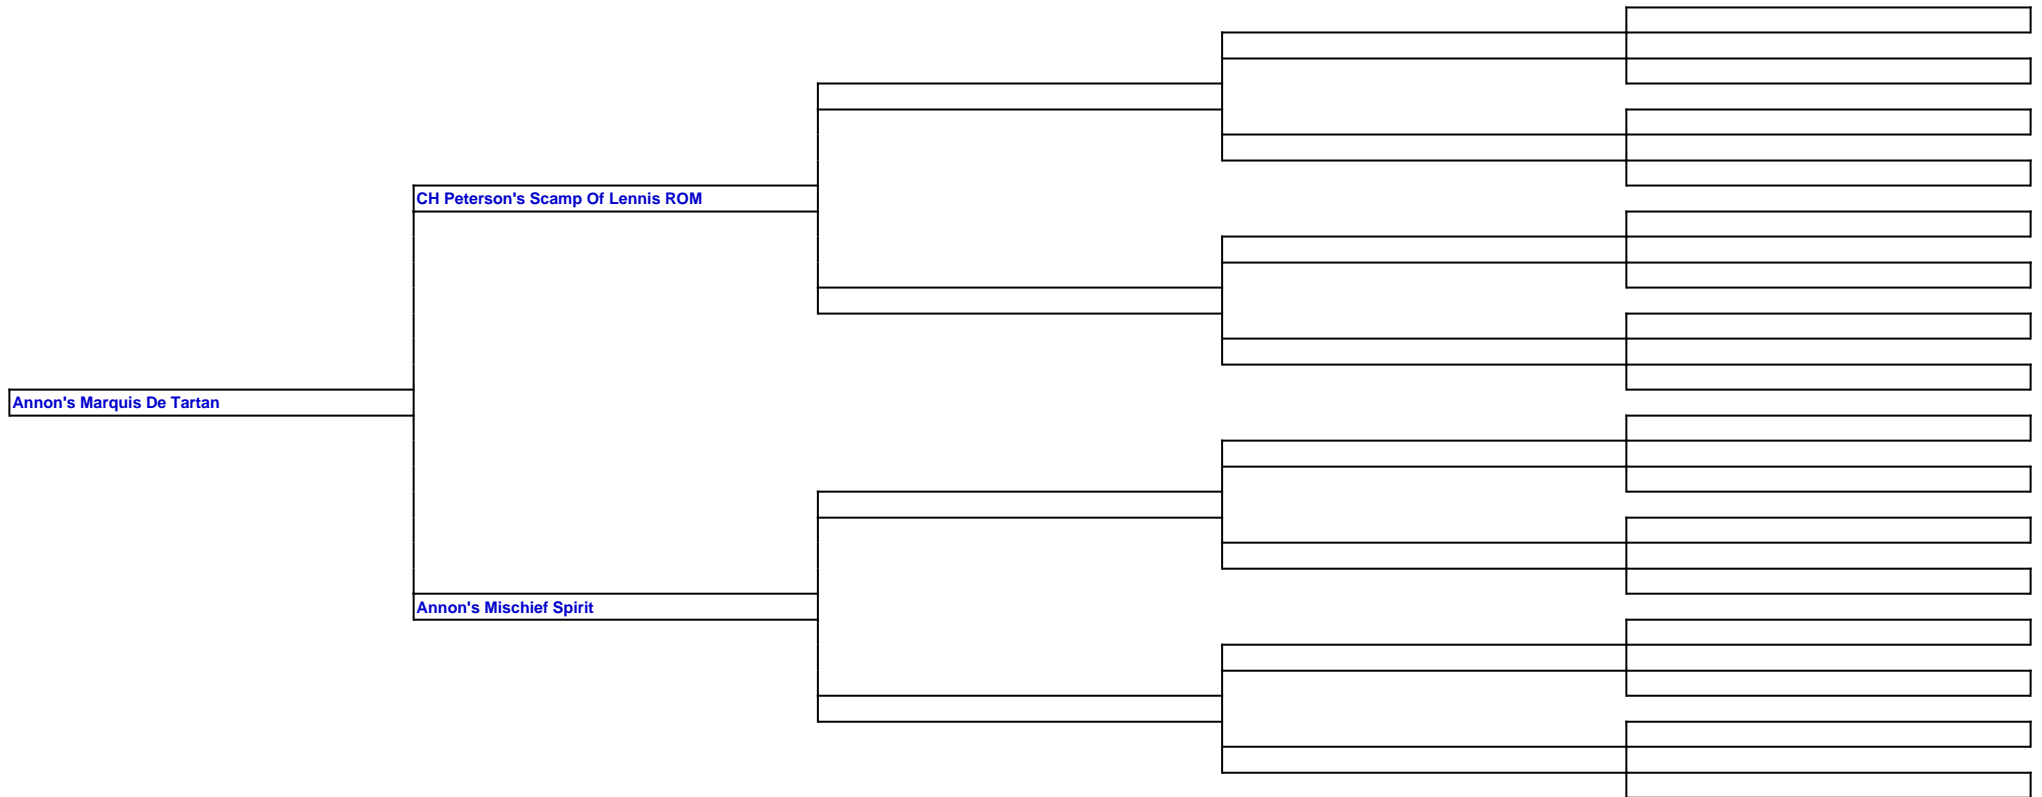 CH Peterson's Scamp Of Lennis ROM
Annon's Marquis De Tartan
Annon's Mischief Spirit